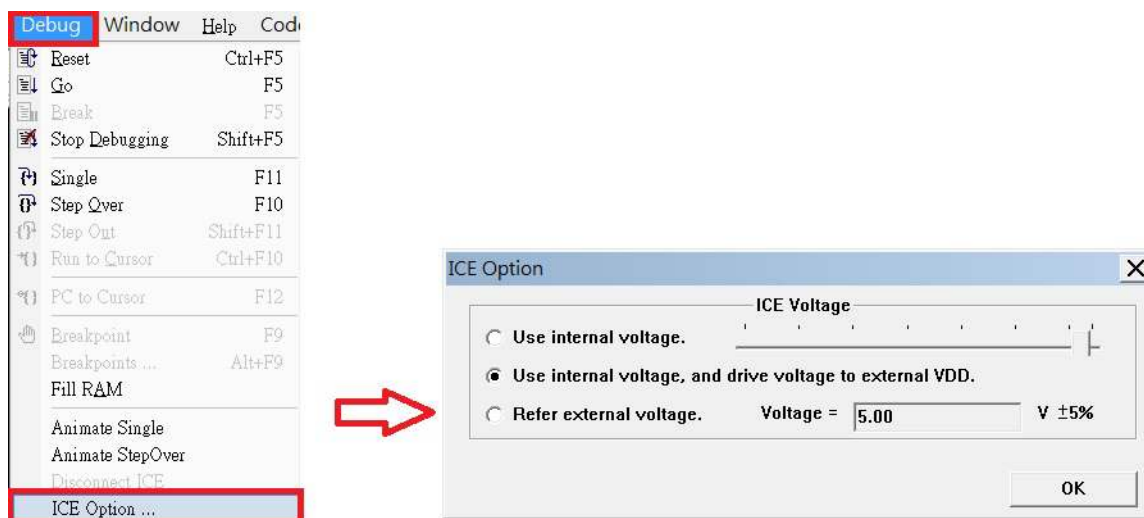 Debug Window Help Cod
Reset Ctrl+F5
Go F5
Break F5
Stop Debugging Shift+F5
Single F11
Step Over F10
Step Out Shift+F11
Run to Cursor Ctrl+F10
PC to Cursor F12
Breakpoint F9
Breakpoints ... Alt+F9
Fill RAM
Animate Single
Animate StepOver
Disconnect ICE
ICE Option ...
ICE Option
ICE Voltage
Use internal voltage.
Use internal voltage, and drive voltage to external VDD.
Refer external voltage. Voltage = 5.00 V ±5%
OK